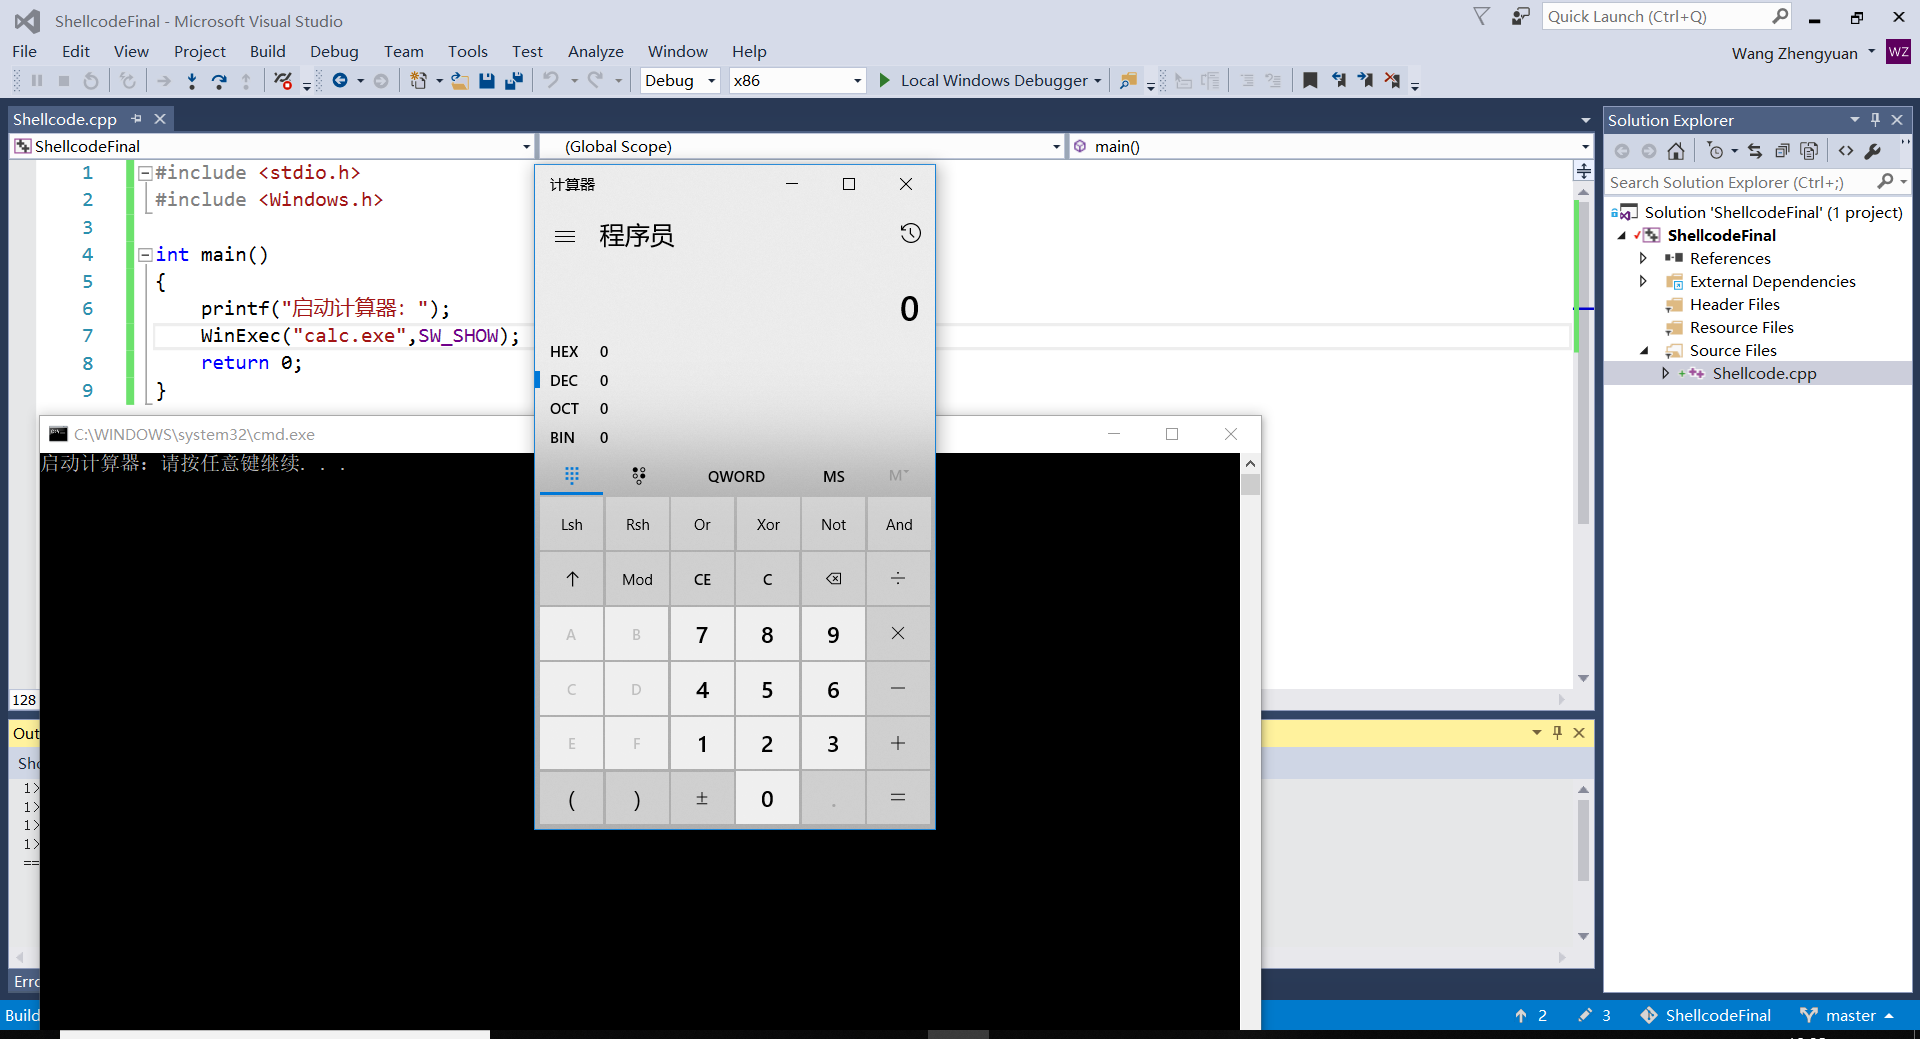 ShellcodeFinal - Microsoft Visual Studio
Quick Launch (Ctrl+Q)
File Edit View Project Build Debug Team Tools Test Analyze Window Help
Wang Zhengyuan WZ
Debug x86 Local Windows Debugger
Shellcode.cpp
ShellcodeFinal (Global Scope) main()
1 #include <stdio.h>
2 #include <Windows.h>
3
4 int main()
5 {
6 printf("启动计算器：");
7 WinExec("calc.exe",SW_SHOW);
8 return 0;
9 }
128
Out
Sho
1>
1>
1>
1>
==
Erro
Build
C:\WINDOWS\system32\cmd.exe
启动计算器：请按任意键继续. . .
计算器
程序员
0
HEX 0
DEC 0
OCT 0
BIN 0
QWORD MS M
Lsh Rsh Or Xor Not And
↑ Mod CE C ÷
A B 7 8 9 ×
C D 4 5 6 −
E F 1 2 3 +
( ) ± 0 . =
Solution Explorer
Search Solution Explorer (Ctrl+;)
Solution 'ShellcodeFinal' (1 project)
ShellcodeFinal
References
External Dependencies
Header Files
Resource Files
Source Files
Shellcode.cpp
2 3 ShellcodeFinal master